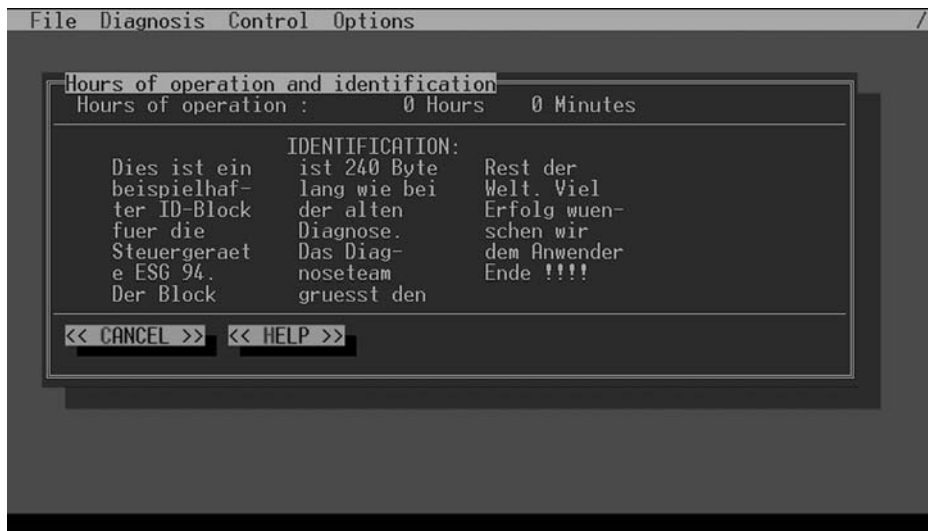 File Diagnosis Control Options /
Hours of operation and identification
Hours of operation : 0 Hours 0 Minutes
IDENTIFICATION:
Dies ist ein
beispielhaf-
ter ID-Block
fuer die
Steuergeraet
e ESG 94.
Der Block
ist 240 Byte
lang wie bei
der alten
Diagnose.
Das Diag-
noseteam
gruesst den
Rest der
Welt. Viel
Erfolg wuen-
schen wir
dem Anwender
Ende !!!!
<< CANCEL >> << HELP >>